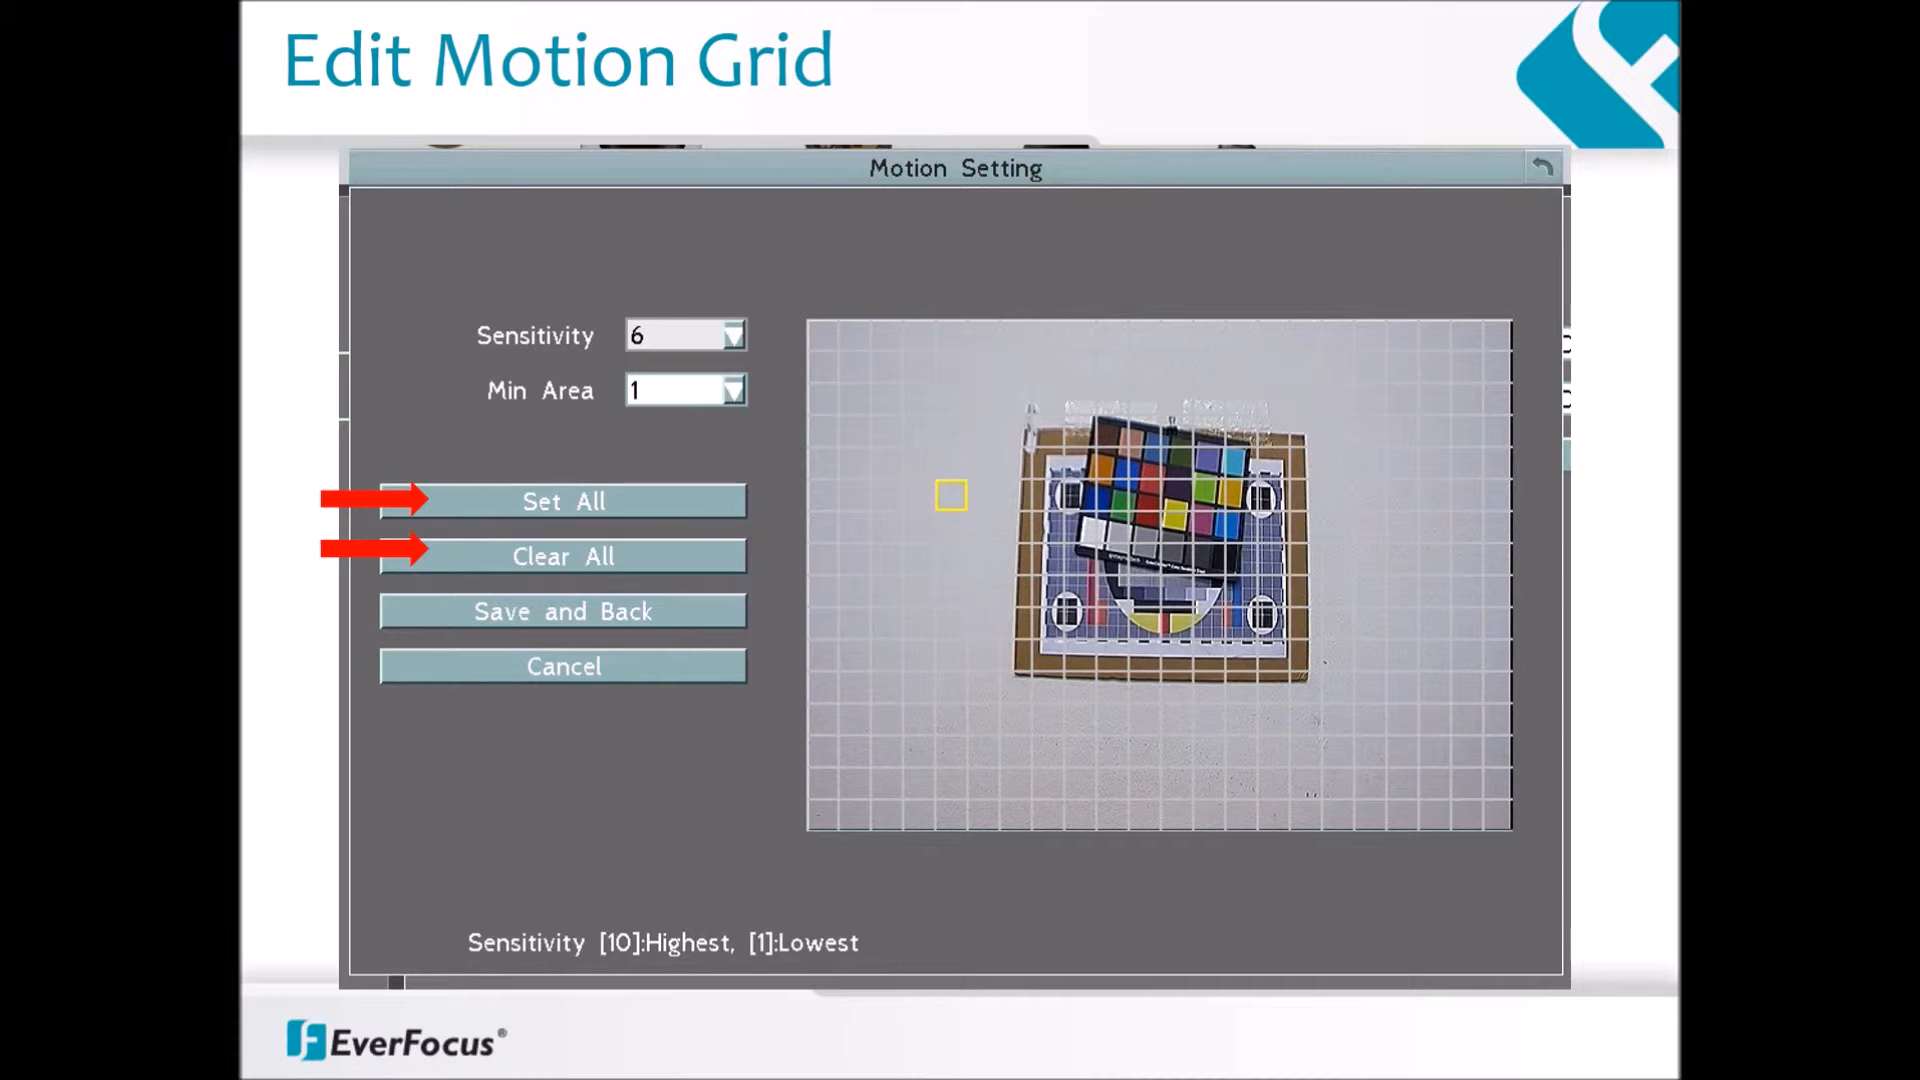 Edit Motion Grid
Motion Setting
Sensitivity 6
Min Area 1
Set All
Clear All
Save and Back
Cancel
Sensitivity [10]:Highest, [1]:Lowest
EverFocus®